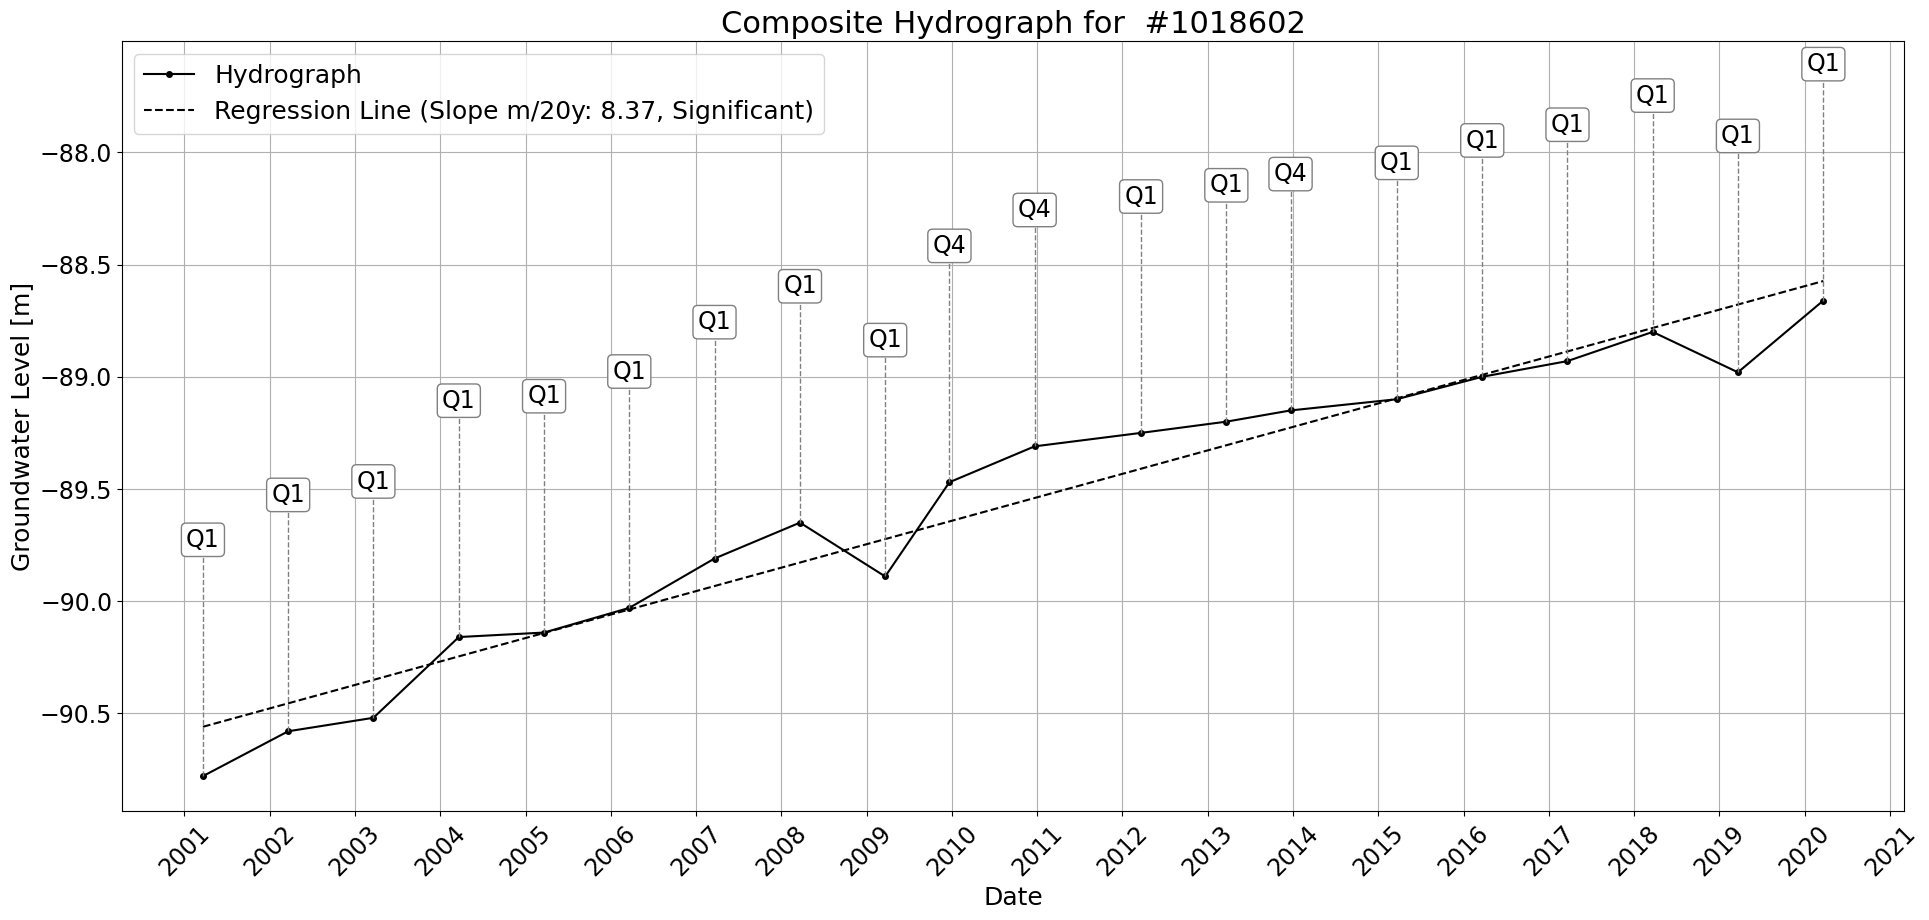 Composite Hydrograph for  #1018602
Hydrograph
Regression Line (Slope m/20y: 8.37, Significant)
Groundwater Level [m]
−88.0
−88.5
−89.0
−89.5
−90.0
−90.5
Q1
Q1
Q1
Q1
Q1
Q1
Q1
Q1
Q1
Q4
Q4
Q1
Q1
Q4
Q1
Q1
Q1
Q1
Q1
Q1
2001
2002
2003
2004
2005
2006
2007
2008
2009
2010
2011
2012
2013
2014
2015
2016
2017
2018
2019
2020
2021
Date